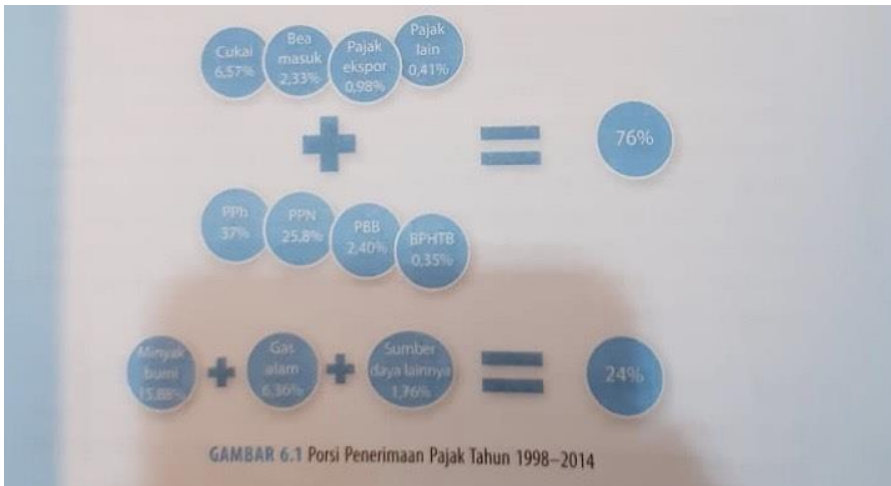 Cukai
6,57%
Bea
masuk
2,33%
Pajak
ekspor
0,98%
Pajak
lain
0,41%
76%
PPh
37%
PPN
25.8%
PBB
2,40%
BPHTB
0,35%
Minyak
bumi
15,88%
Gas
alam
6,36%
Sumber
daya lainnya
1,76%
24%
GAMBAR 6.1 Porsi Penerimaan Pajak Tahun 1998–2014